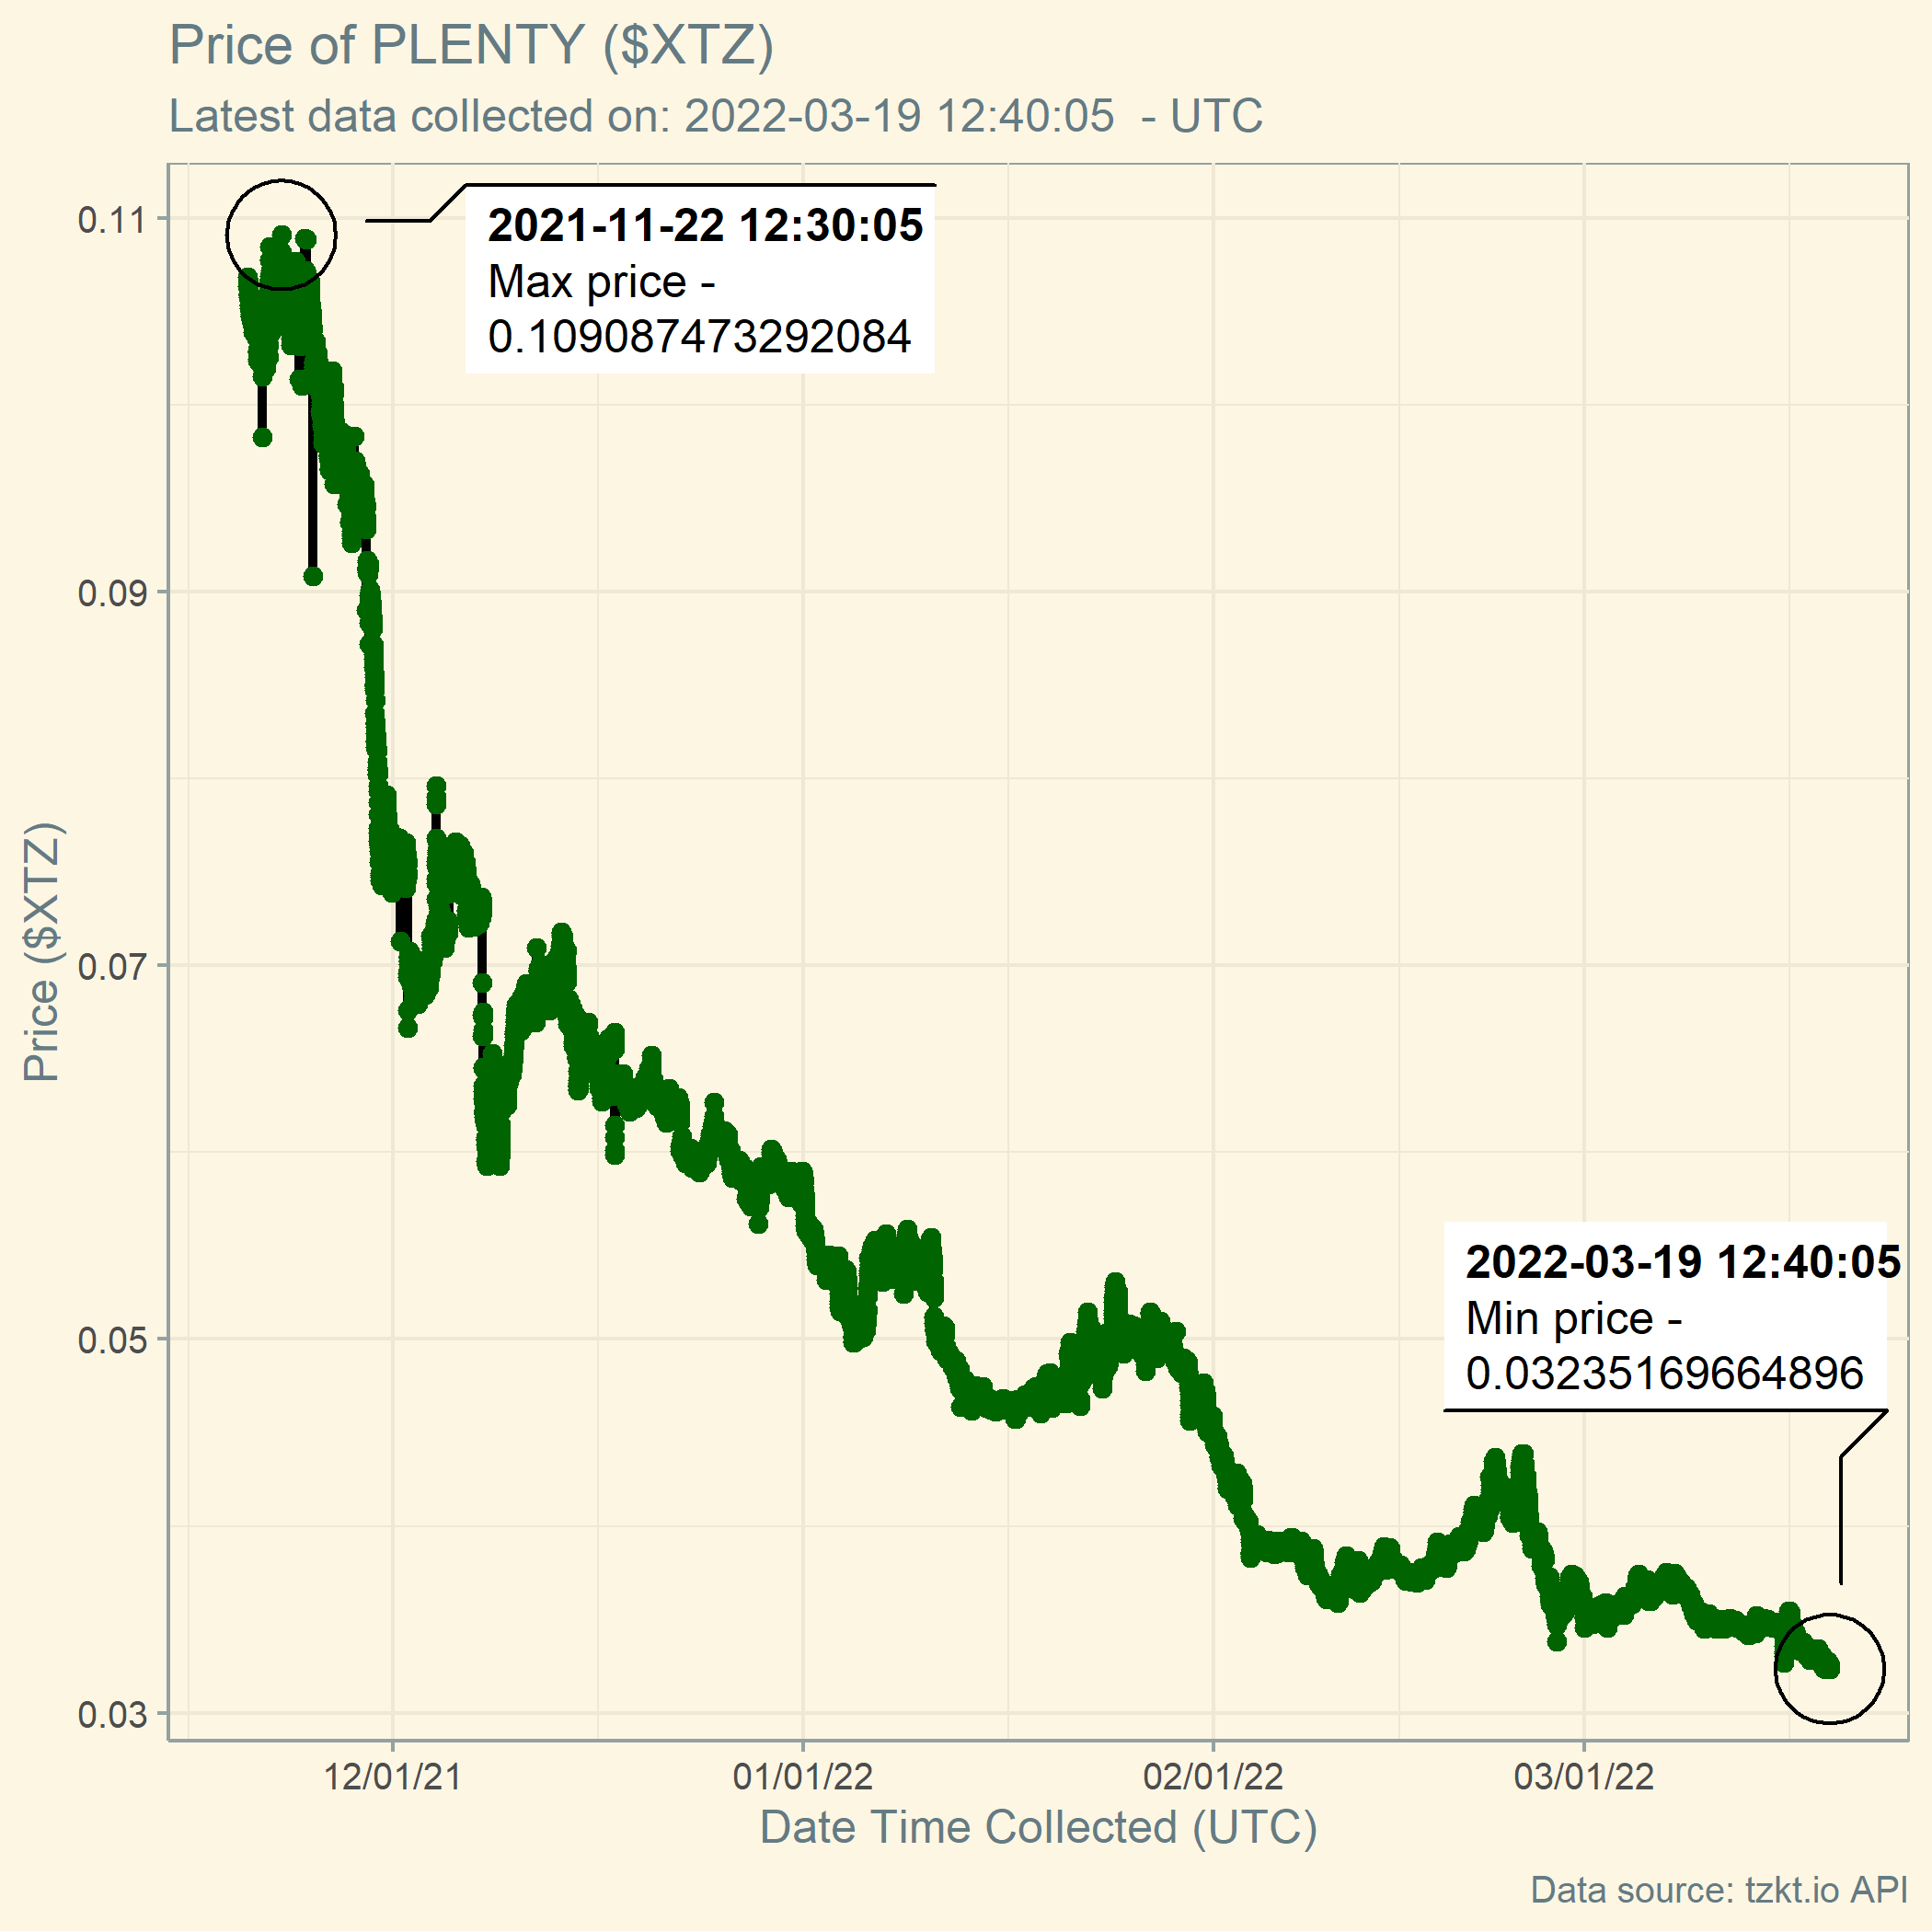 Price of PLENTY ($XTZ)
Latest data collected on: 2022-03-19 12:40:05  - UTC
0.11
0.09
0.07
0.05
0.03
Price ($XTZ)
2021-11-22 12:30:05
Max price -
0.109087473292084
2022-03-19 12:40:05
Min price -
0.03235169664896
12/01/21
01/01/22
02/01/22
03/01/22
Date Time Collected (UTC)
Data source: tzkt.io API